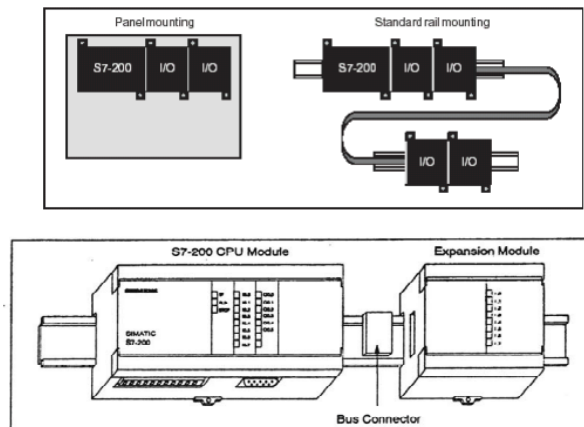 Panel mounting
Standard rail mounting
S7-200 I/O I/O
S7-200 I/O I/O
I/O I/O
S7-200 CPU Module
Expansion Module
SIMATIC
S7-200
Bus Connector